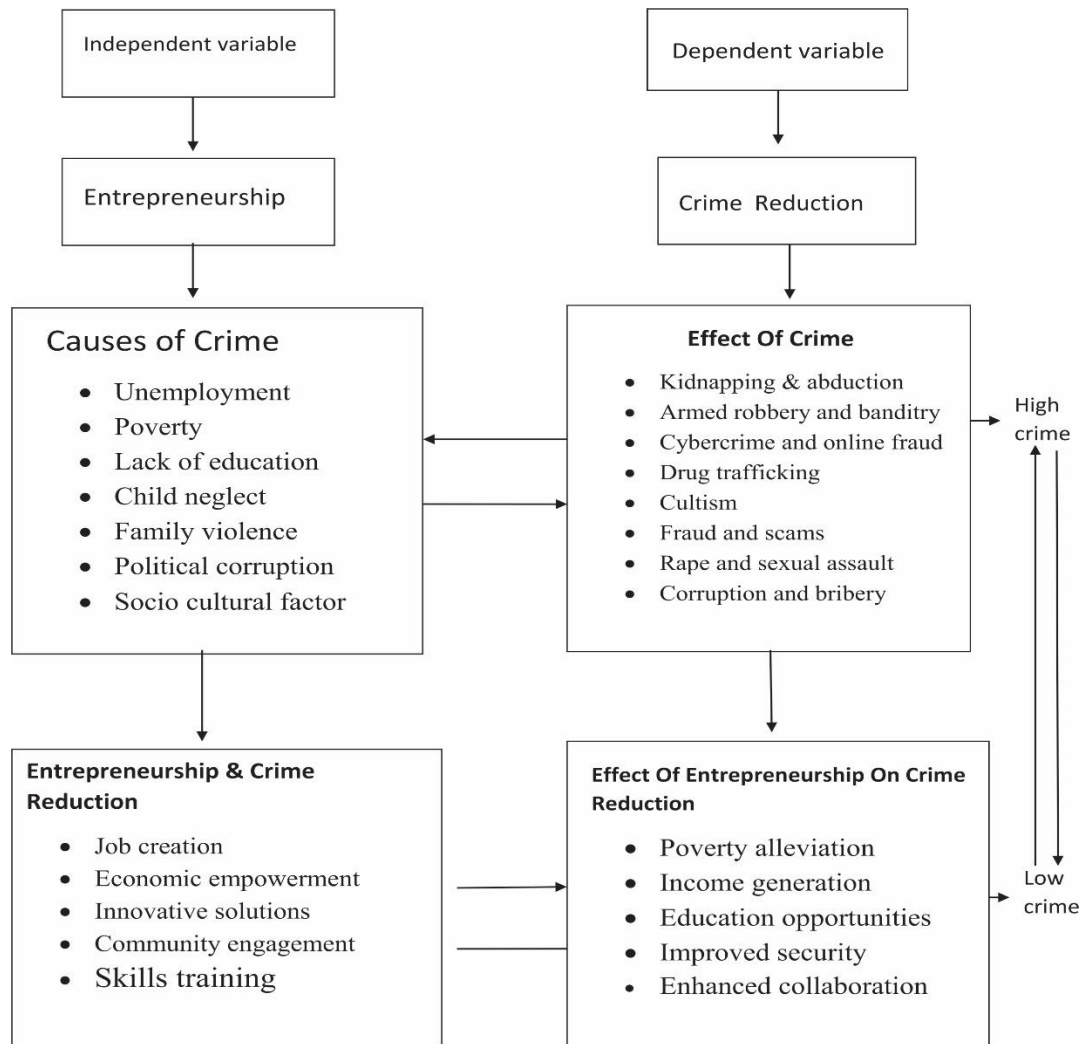 Independent variable
Dependent variable
Entrepreneurship
Crime Reduction
Causes of Crime
• Unemployment
• Poverty
• Lack of education
• Child neglect
• Family violence
• Political corruption
• Socio cultural factor
Effect Of Crime
• Kidnapping & abduction
• Armed robbery and banditry
• Cybercrime and online fraud
• Drug trafficking
• Cultism
• Fraud and scams
• Rape and sexual assault
• Corruption and bribery
High
crime
Entrepreneurship & Crime
Reduction
• Job creation
• Economic empowerment
• Innovative solutions
• Community engagement
• Skills training
Effect Of Entrepreneurship On Crime
Reduction
• Poverty alleviation
• Income generation
• Education opportunities
• Improved security
• Enhanced collaboration
Low
crime